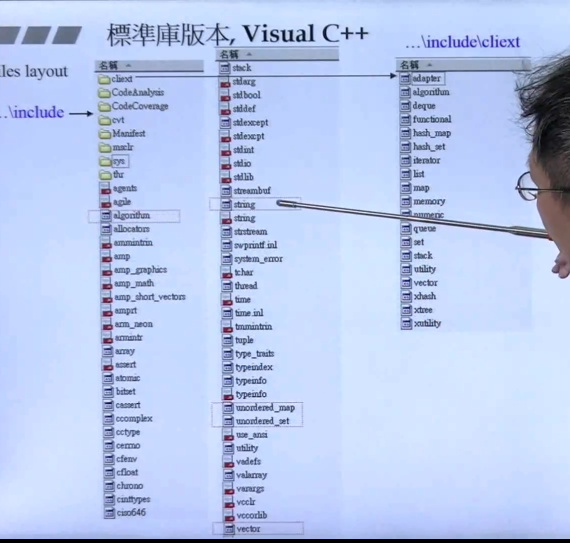 標準庫版本, Visual C++
les layout
..\include
名稱
cliext
CodeAnalysis
CodeCoverage
cvt
Manifest
msclr
sys
thr
agents
agile
algorithm
allocators
ammintrin
amp
amp_graphics
amp_math
amp_short_vectors
amprt
arm_neon
armintr
array
assert
atomic
bitset
cassert
ccomplex
cctype
cerrno
cfenv
cfloat
chrono
cinttypes
ciso646
名稱
stack
stdarg
stdbool
stddef
stdexcept
stdexcpt
stdint
stdio
stdlib
streambuf
string
string
strstream
swprintf.inl
system_error
tchar
thread
time
time.inl
tmmintrin
tuple
type_traits
typeindex
typeinfo
typeinfo
unordered_map
unordered_set
use_ansi
utility
vadefs
valarray
varargs
vcclr
vccorlib
vector
...\include\cliext
名稱
adapter
algorithm
deque
functional
hash_map
hash_set
iterator
list
map
memory
numeric
queue
set
stack
utility
vector
xhash
xtree
xutility